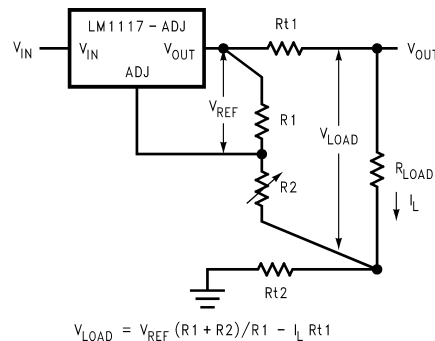 LM1117-ADJ
Rt1
V_IN
V_IN
V_OUT
V_OUT
ADJ
V_REF
R1
V_LOAD
R_LOAD
R2
I_L
Rt2
V_LOAD = V_REF (R1 + R2)/R1 - I_L Rt1